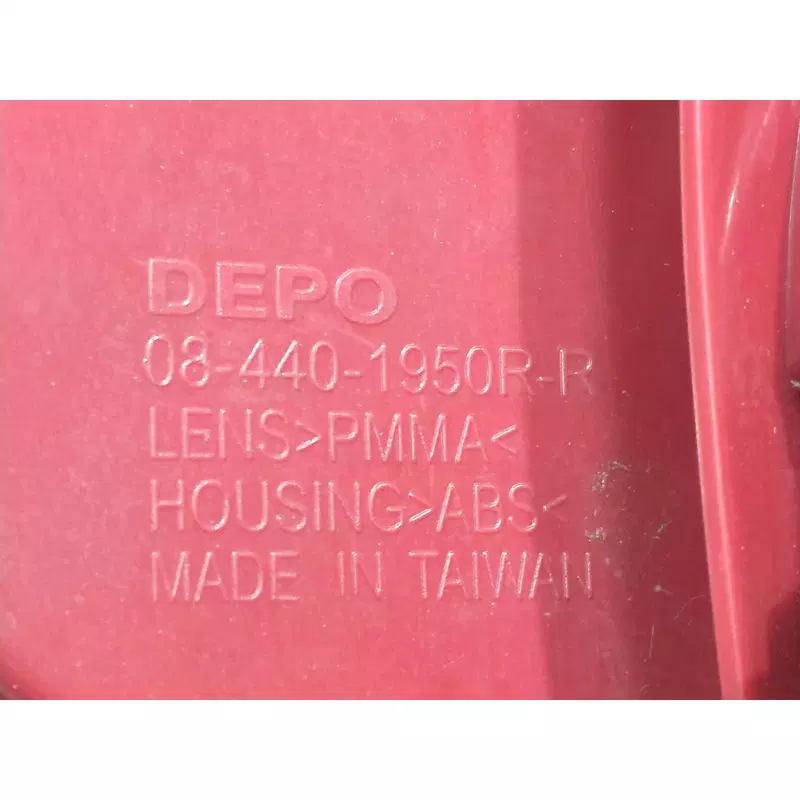 DEPO
08-440-1950R-R
LENS>PMMA<
HOUSING>ABS<
MADE IN TAIWAN